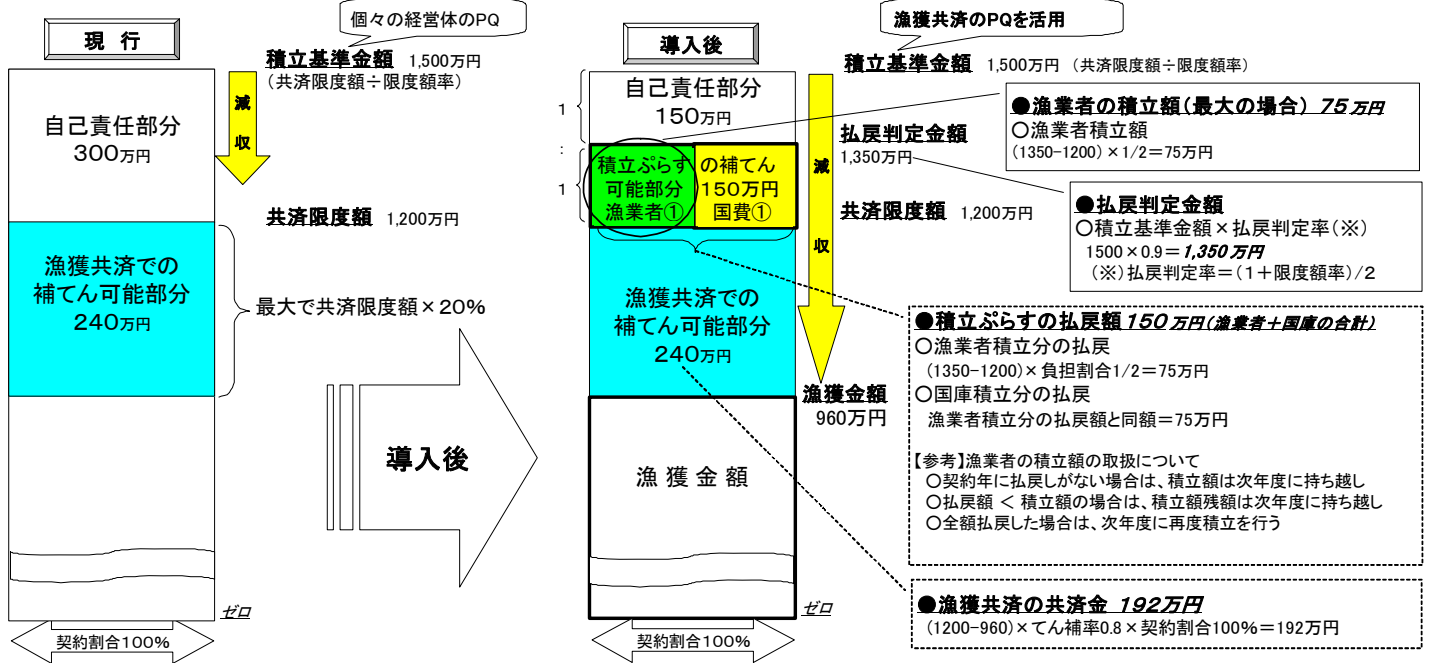 個々の経営体のPQ
現 行
積立基準金額 1,500万円
（共済限度額÷限度額率）
減
収
自己責任部分
300万円
共済限度額 1,200万円
漁獲共済での
補てん可能部分
240万円
最大で共済限度額×20%
ゼロ
契約割合100%
導入後
漁獲共済のPQを活用
導入後
積立基準金額 1,500万円 （共済限度額÷限度額率）
1
:
1
自己責任部分
150万円
払戻判定金額
1,350万円
減
収
積立ぷらす の補てん
可能部分 150万円
漁業者① 国費①
共済限度額 1,200万円
漁獲共済での
補てん可能部分
240万円
漁獲金額
960万円
漁 獲 金 額
ゼロ
契約割合100%
●漁業者の積立額（最大の場合） 75万円
○漁業者積立額
(1350-1200)×1/2=75万円
●払戻判定金額
○積立基準金額×払戻判定率(※)
1500×0.9=1,350万円
(※)払戻判定率=(1+限度額率)/2
●積立ぷらすの払戻額150万円(漁業者+国庫の合計)
○漁業者積立分の払戻
(1350-1200)×負担割合1/2=75万円
○国庫積立分の払戻
漁業者積立分の払戻額と同額=75万円
【参考】漁業者の積立額の取扱について
○契約年に払戻しがない場合は、積立額は次年度に持ち越し
○払戻額 ＜ 積立額の場合は、積立額残額は次年度に持ち越し
○全額払戻した場合は、次年度に再度積立を行う
●漁獲共済の共済金 192万円
(1200-960)×てん補率0.8×契約割合100%=192万円